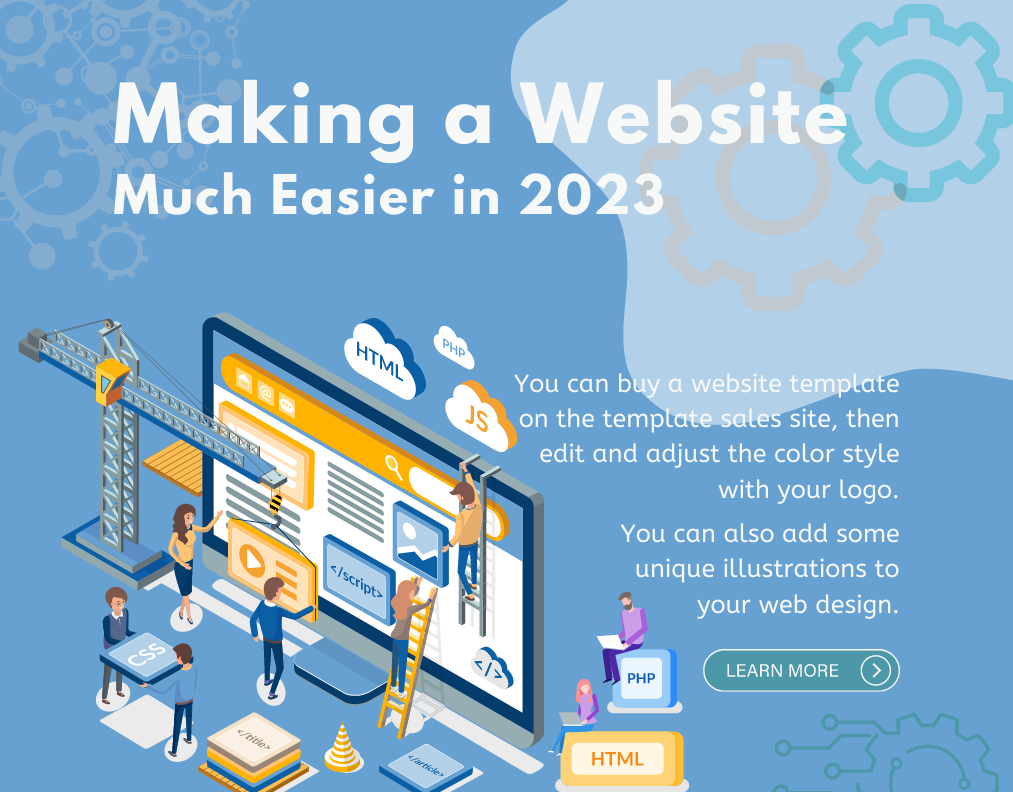 Making a Website
Much Easier in 2023
HTML
PHP
JS
You can buy a website template
on the template sales site, then
edit and adjust the color style
with your logo.
You can also add some
unique illustrations to
your web design.
LEARN MORE
@
</script>
</>
CSS
PHP
</title>
</article>
HTML